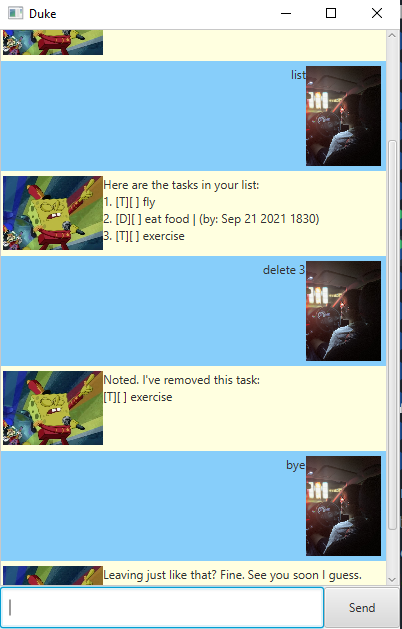 Duke
list
Here are the tasks in your list:
1. [T][ ] fly
2. [D][ ] eat food | (by: Sep 21 2021 1830)
3. [T][ ] exercise
delete 3
Noted. I've removed this task:
[T][ ] exercise
bye
Leaving just like that? Fine. See you soon I guess.
Send